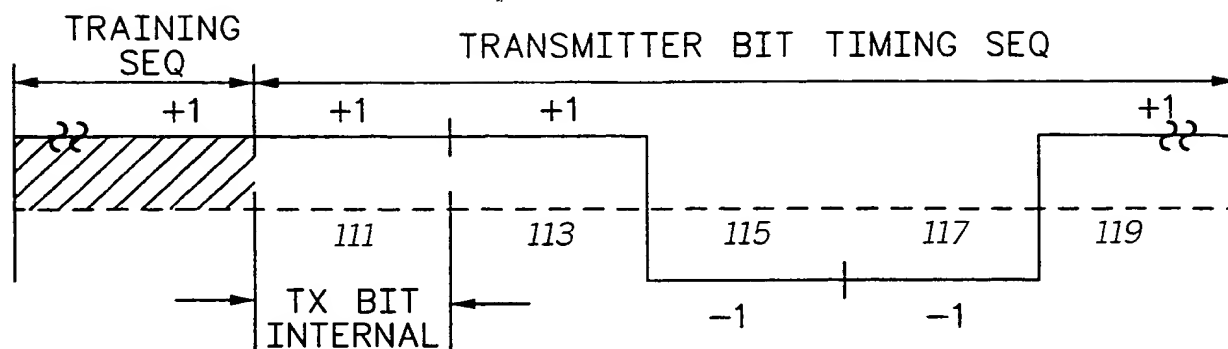 TRAINING
SEQ
TRANSMITTER BIT TIMING SEQ
+1 +1 +1 +1
111 113 115 117 119
TX BIT
INTERNAL
-1 -1